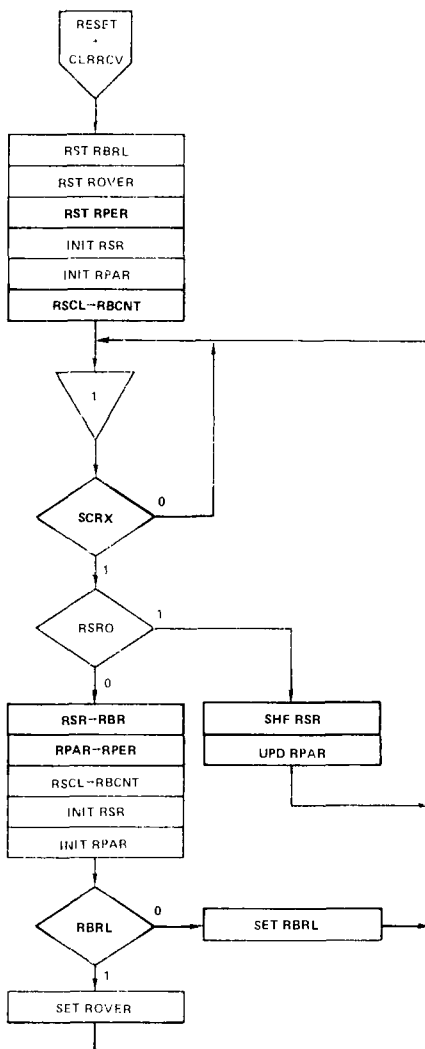 RESET
+
CLRRCV
RST RBRL
RST ROVER
RST RPER
INIT RSR
INIT RPAR
RSCL→RBCNT
1
0
SCRX
1
1
RSR0
0
RSR→RBR
SHF RSR
RPAR→RPER
UPD RPAR
RSCL→RBCNT
INIT RSR
INIT RPAR
0
RBRL
SET RBRL
1
SET ROVER